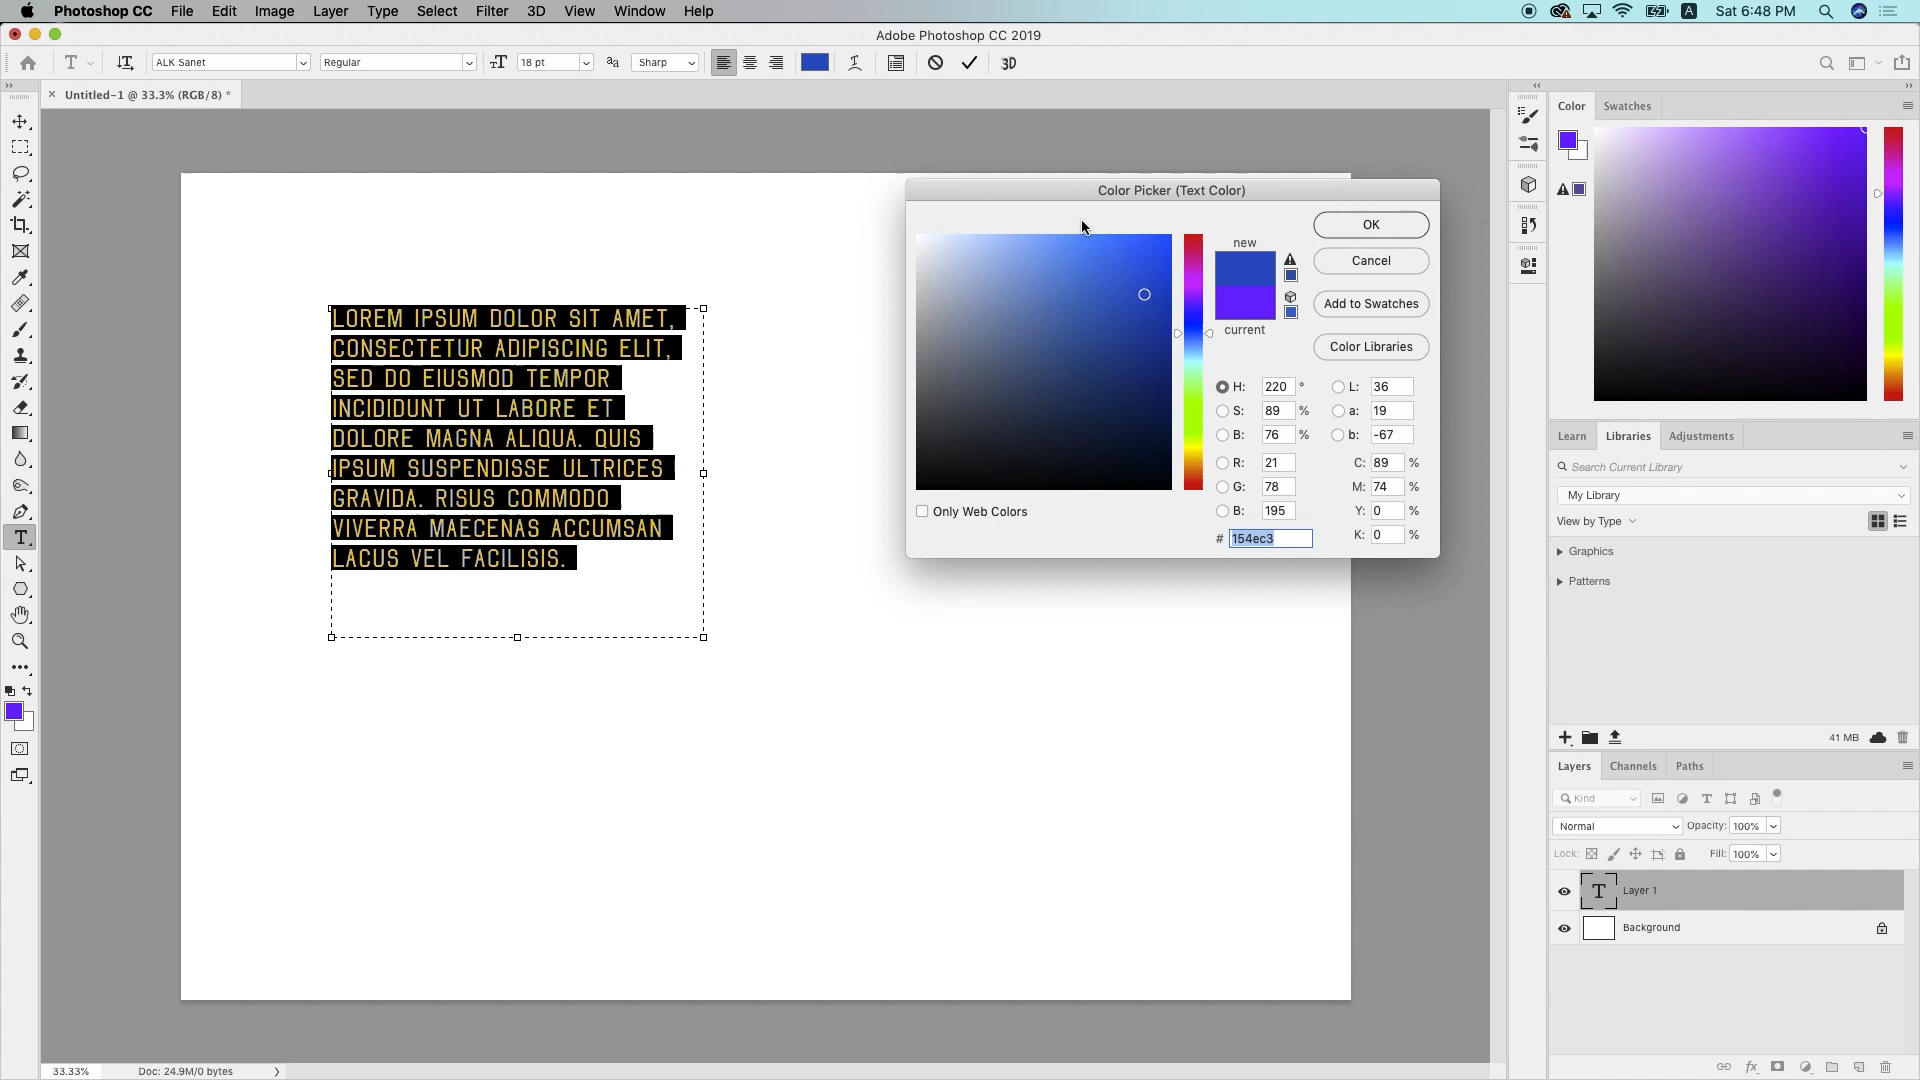 Photoshop CC File Edit Image Layer Type Select Filter 3D View Window Help A Sat 6:48 PM
Adobe Photoshop CC 2019
T ALK Sanet Regular 18 pt aa Sharp 3D
× Untitled-1 @ 33.3% (RGB/8) *
Color Swatches
LOREM IPSUM DOLOR SIT AMET,
CONSECTETUR ADIPISCING ELIT,
SED DO EIUSMOD TEMPOR
INCIDIDUNT UT LABORE ET
DOLORE MAGNA ALIQUA. QUIS
IPSUM SUSPENDISSE ULTRICES
GRAVIDA. RISUS COMMODO
VIVERRA MAECENAS ACCUMSAN
LACUS VEL FACILISIS.
Color Picker (Text Color)
new
current
OK
Cancel
Add to Swatches
Color Libraries
H: 220 ° L: 36
S: 89 % a: 19
B: 76 % b: -67
R: 21 C: 89 %
G: 78 M: 74 %
B: 195 Y: 0 %
# 154ec3 K: 0 %
Only Web Colors
Learn Libraries Adjustments
Search Current Library
My Library
View by Type
Graphics
Patterns
41 MB
Layers Channels Paths
Kind
Normal Opacity: 100%
Lock: Fill: 100%
T Layer 1
Background
33.33% Doc: 24.9M/0 bytes